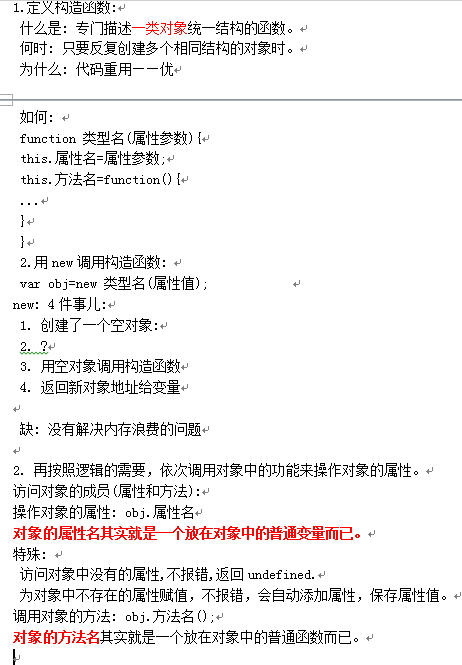 1.定义构造函数:
什么是: 专门描述一类对象统一结构的函数。
何时: 只要反复创建多个相同结构的对象时。
为什么: 代码重用——优
如何:
function 类型名(属性参数){
this.属性名=属性参数;
this.方法名=function(){
...
}
}
2.用new调用构造函数:
var obj=new 类型名(属性值);
new: 4件事儿:
1. 创建了一个空对象:
2. ?
3. 用空对象调用构造函数
4. 返回新对象地址给变量
缺: 没有解决内存浪费的问题
2. 再按照逻辑的需要，依次调用对象中的功能来操作对象的属性。
访问对象的成员(属性和方法):
操作对象的属性: obj.属性名
对象的属性名其实就是一个放在对象中的普通变量而已。
特殊:
访问对象中没有的属性,不报错,返回undefined.
为对象中不存在的属性赋值，不报错，会自动添加属性，保存属性值。
调用对象的方法: obj.方法名();
对象的方法名其实就是一个放在对象中的普通函数而已。